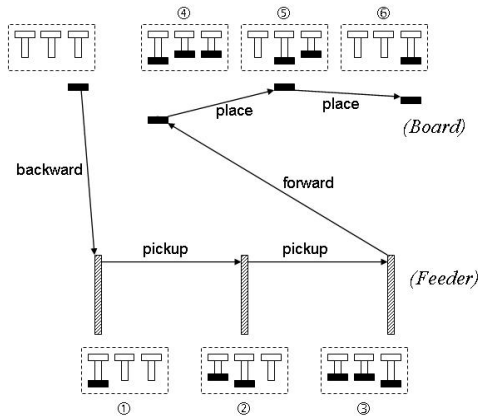 ④ ⑤ ⑥
place
place
(Board)
backward
forward
pickup
pickup
(Feeder)
① ② ③